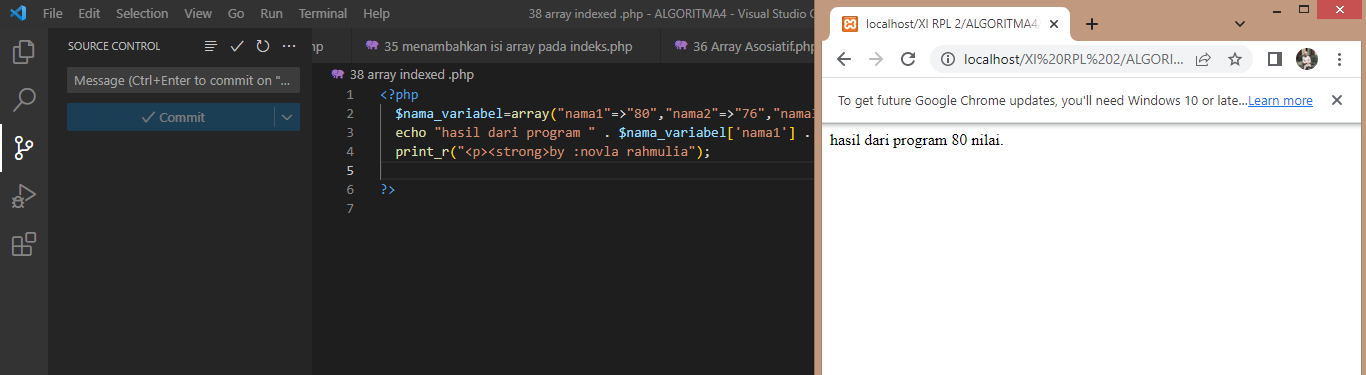 File Edit Selection View Go Run Terminal Help 38 array indexed .php - ALGORITMA4 - Visual Studio C
SOURCE CONTROL
Message (Ctrl+Enter to commit on "...
Commit
hp 35 menambahkan isi array pada indeks.php 36 Array Asosiatif.php
38 array indexed .php
1 <?php
2 $nama_variabel=array("nama1"=>"80","nama2"=>"76","nama3
3 echo "hasil dari program " . $nama_variabel['nama1'] .
4 print_r("<p><strong>by :novla rahmulia");
5
6 ?>
7
localhost/XI RPL 2/ALGORITMA4
localhost/XI%20RPL%202/ALGORI...
To get future Google Chrome updates, you'll need Windows 10 or late...Learn more
hasil dari program 80 nilai.